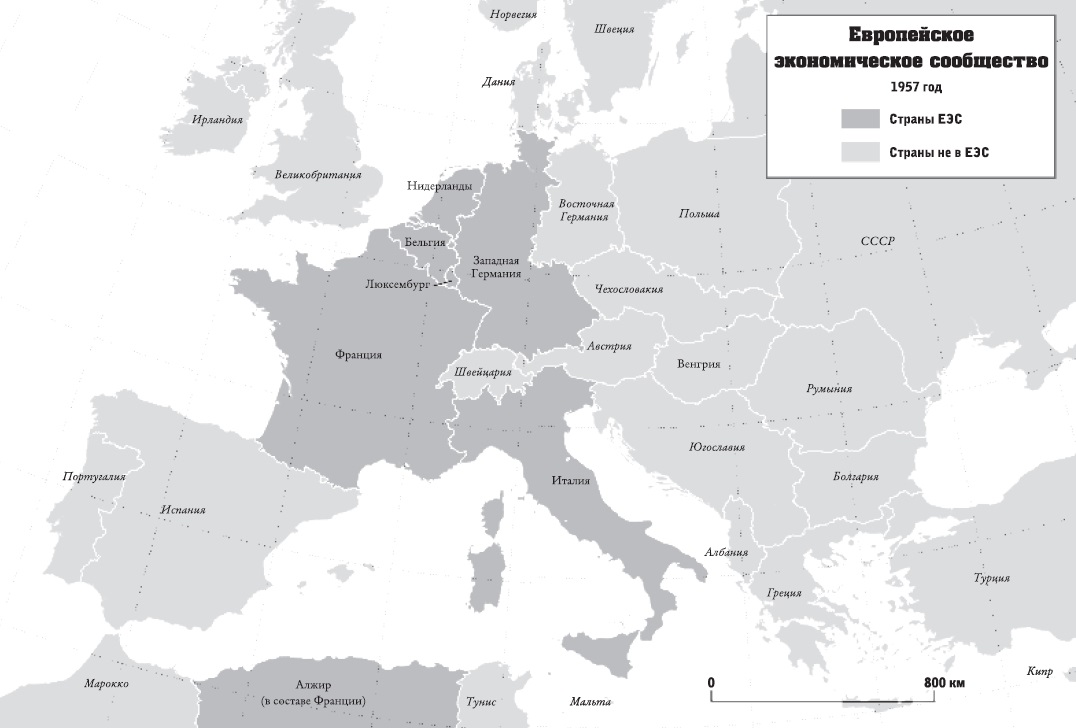 Европейское
экономическое сообщество
1957 год
Страны ЕЭС
Страны не в ЕЭС
Норвегия
Швеция
Дания
Ирландия
Великобритания
Нидерланды
Восточная
Германия
Польша
СССР
Бельгия
Западная
Германия
Люксембург
Чехословакия
Франция
Австрия
Венгрия
Швейцария
Румыния
Югославия
Португалия
Испания
Италия
Болгария
Албания
Греция
Турция
Марокко
Алжир
(в составе Франции)
Тунис
Мальта
Кипр
0
800 км